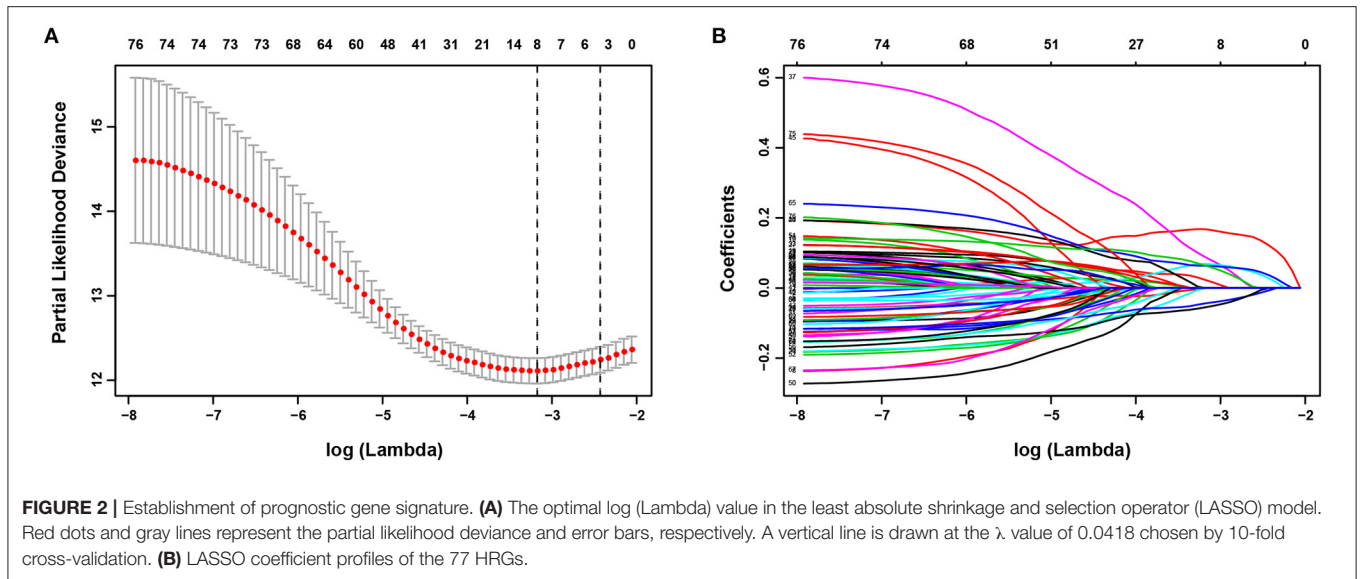 A
76 74 74 73 73 68 64 60 48 41 31 21 14 8 7 6 3 0
Partial Likelihood Deviance
15
14
13
12
−8 −7 −6 −5 −4 −3 −2
log (Lambda)
B
76 74 68 51 27 8 0
Coefficients
0.6
0.4
0.2
0.0
−0.2
37
75
45
65
50
−8 −7 −6 −5 −4 −3 −2
log (Lambda)
FIGURE 2 | Establishment of prognostic gene signature. (A) The optimal log (Lambda) value in the least absolute shrinkage and selection operator (LASSO) model.
Red dots and gray lines represent the partial likelihood deviance and error bars, respectively. A vertical line is drawn at the λ value of 0.0418 chosen by 10-fold
cross-validation. (B) LASSO coefficient profiles of the 77 HRGs.